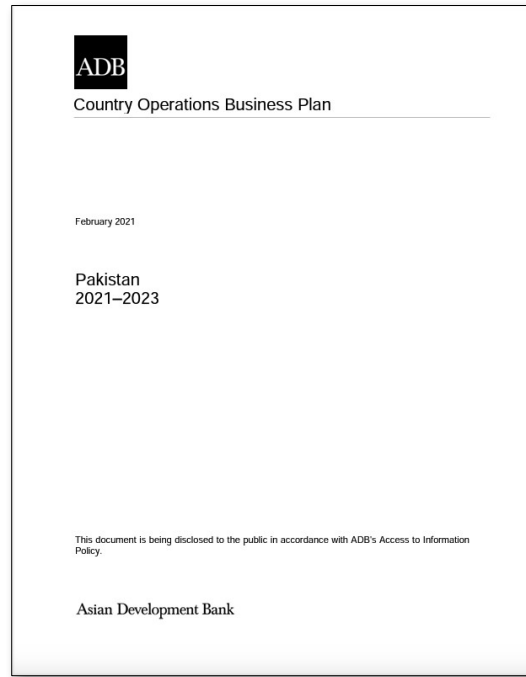 ADB
Country Operations Business Plan
February 2021
Pakistan
2021–2023
This document is being disclosed to the public in accordance with ADB's Access to Information
Policy.
Asian Development Bank